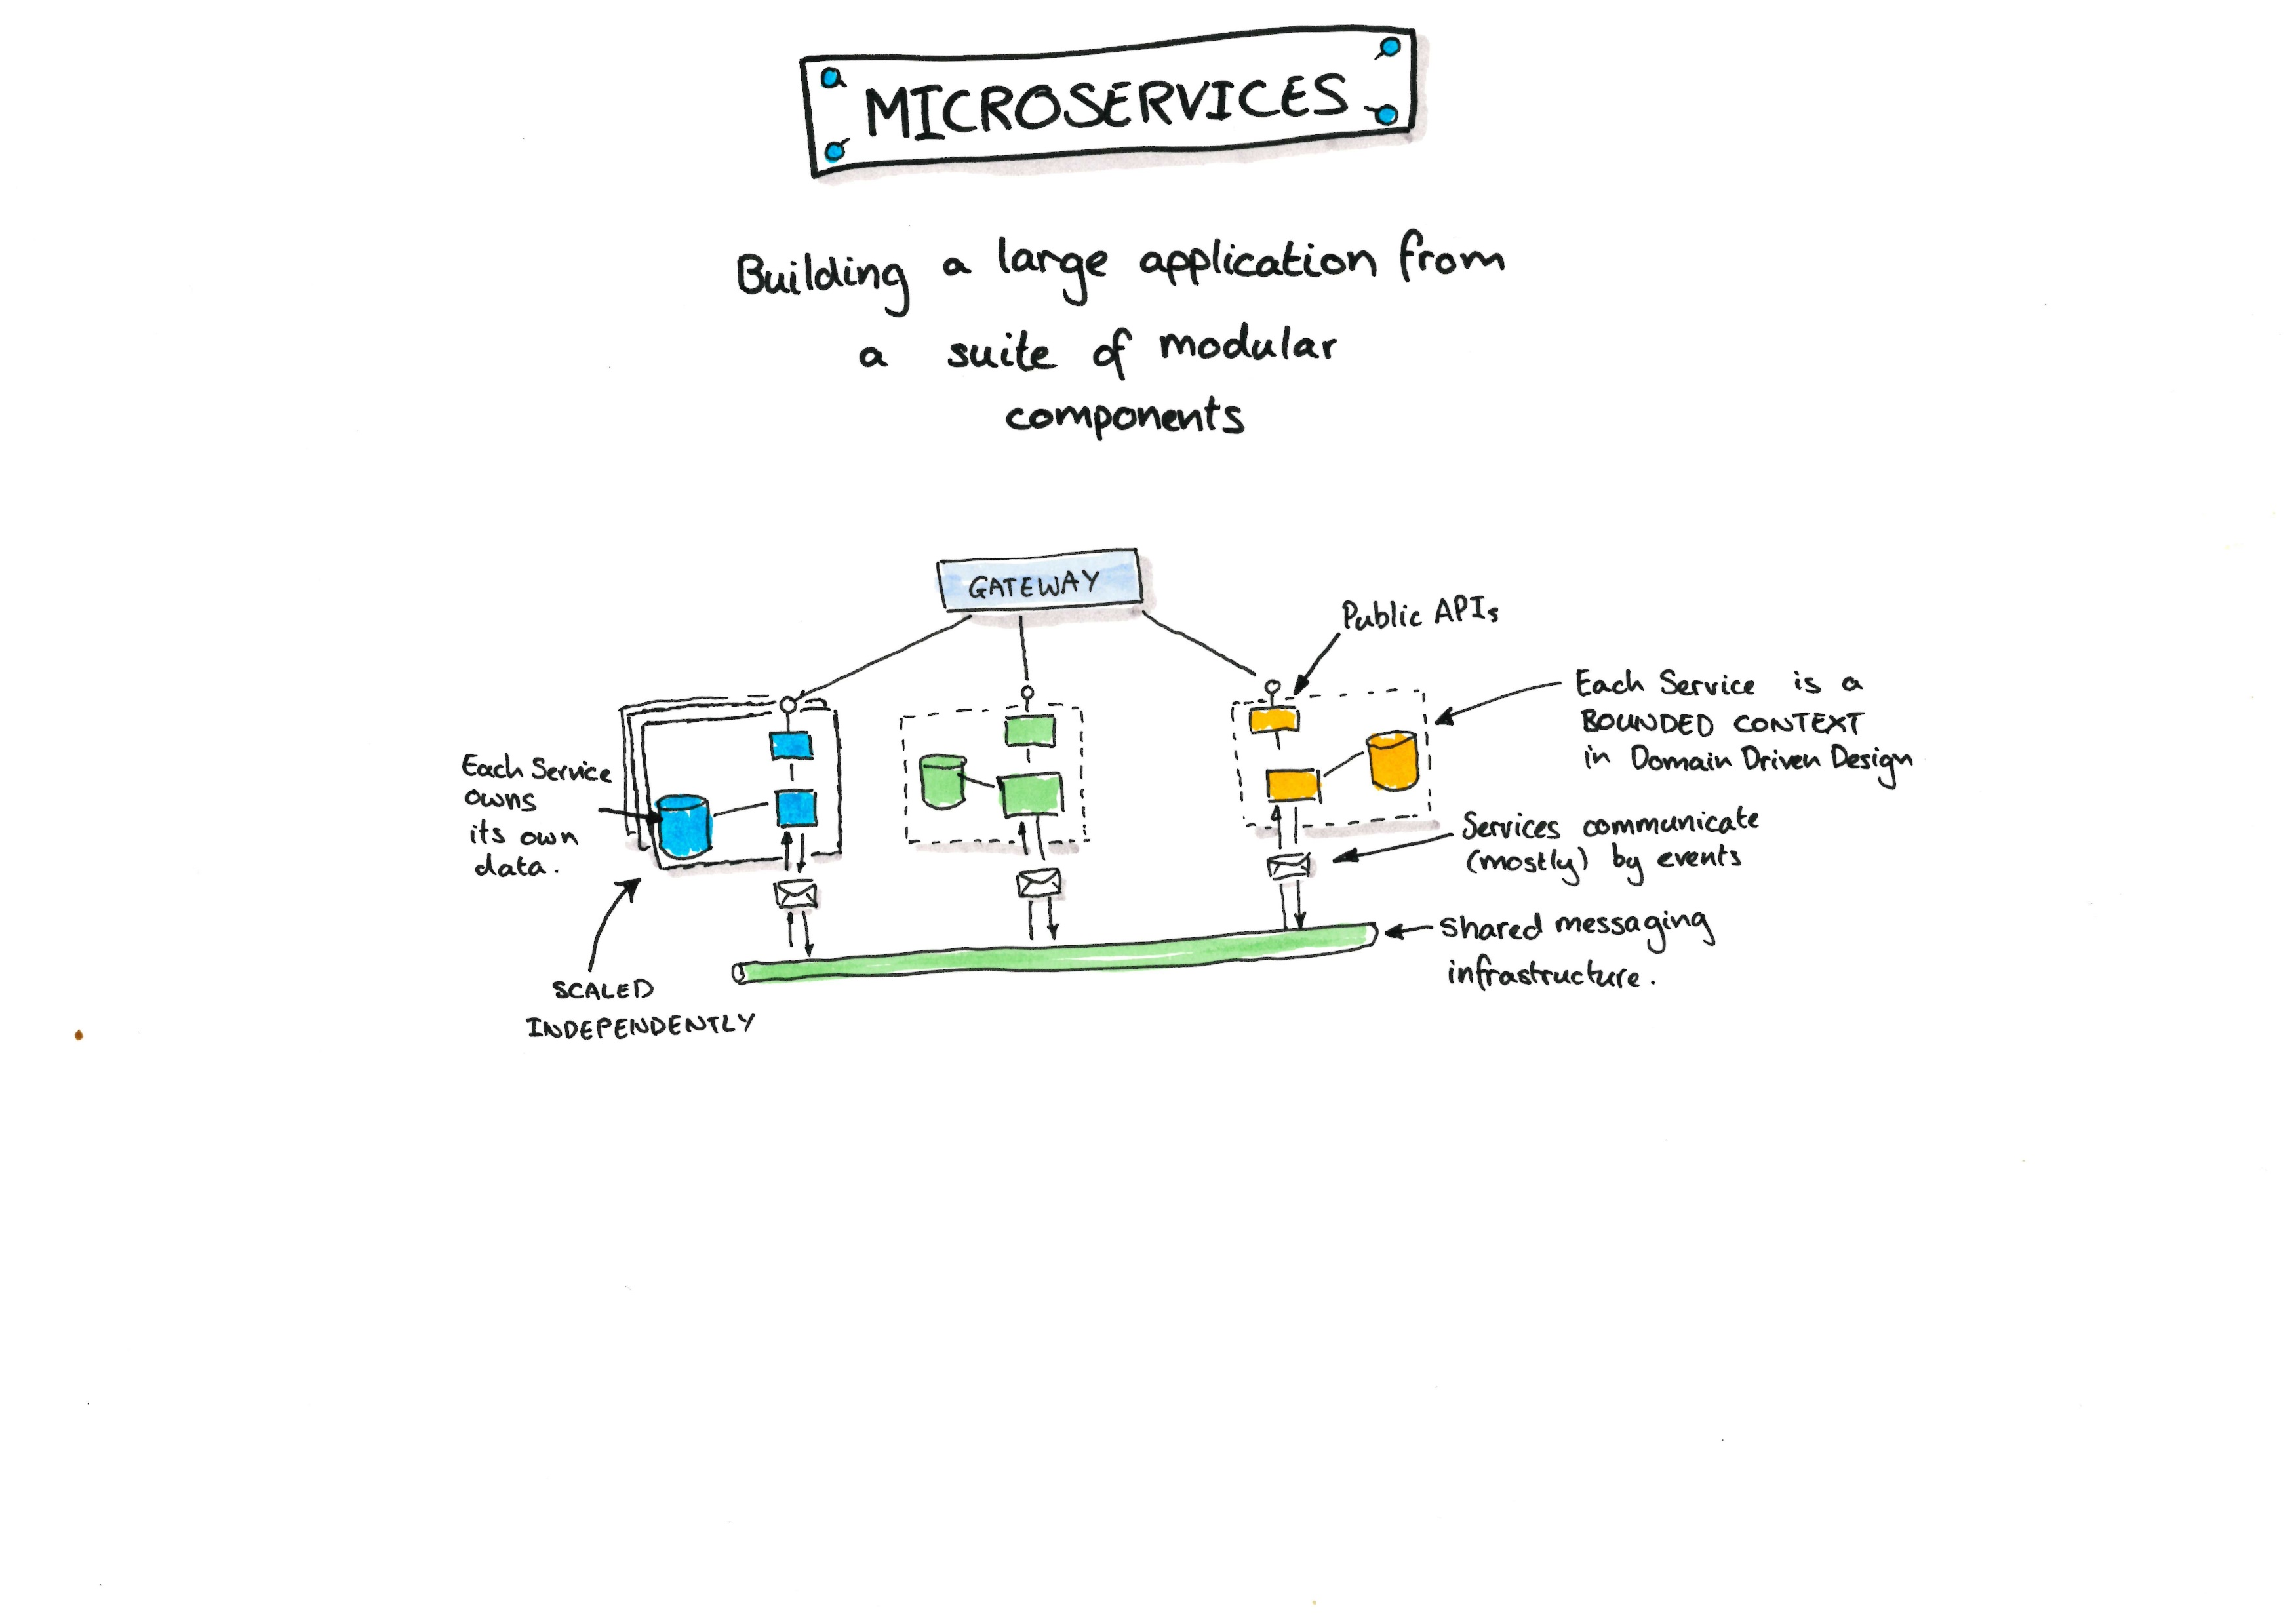 MICROSERVICES
Building a large application from
a suite of modular
components
GATEWAY
Public APIs
Each Service is a
BOUNDED CONTEXT
in Domain Driven Design
Each Service
owns
its own
data.
Services communicate
(mostly) by events
Shared messaging
infrastructure.
SCALED
INDEPENDENTLY